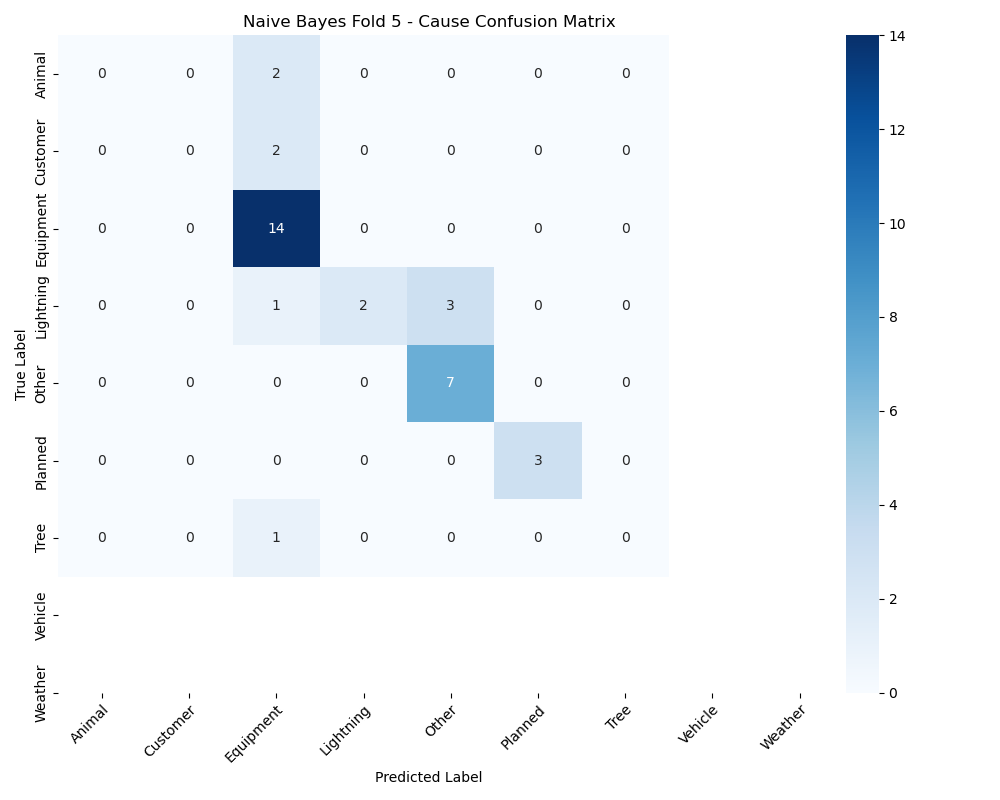 Naive Bayes Fold 5 - Cause Confusion Matrix
True Label
Animal 0 0 2 0 0 0 0
Customer 0 0 2 0 0 0 0
Equipment 0 0 14 0 0 0 0
Lightning 0 0 1 2 3 0 0
Other 0 0 0 0 7 0 0
Planned 0 0 0 0 0 3 0
Tree 0 0 1 0 0 0 0
Vehicle
Weather
Animal Customer Equipment Lightning Other Planned Tree Vehicle Weather
Predicted Label
14
12
10
8
6
4
2
0